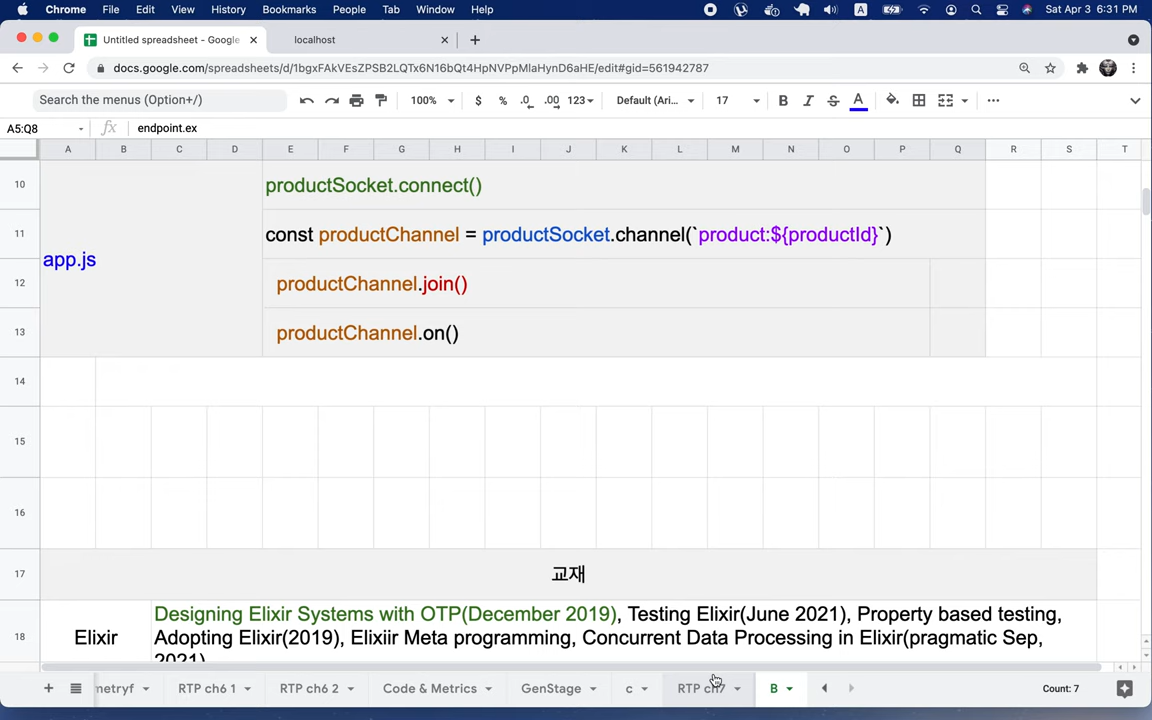 Chrome File Edit View History Bookmarks People Tab Window Help A Sat Apr 3 6:31 PM
Untitled spreadsheet - Google localhost
docs.google.com/spreadsheets/d/1bgxFAkVEsZPSB2LQTx6N16bQt4HpNVPpMlaHynD6aHE/edit#gid=561942787
Search the menus (Option+/) 100% $ % .0 .00 123 Default (Ari... 17 B I S A
A5:Q8 fx endpoint.ex
A B C D E F G H I J K L M N O P Q R S T
10 productSocket.connect()
11 const productChannel = productSocket.channel(`product:${productId}`)
app.js
12 productChannel.join()
13 productChannel.on()
14
15
16
17 교재
18 Elixir Designing Elixir Systems with OTP(December 2019), Testing Elixir(June 2021), Property based testing,
Adopting Elixir(2019), Elixiir Meta programming, Concurrent Data Processing in Elixir(pragmatic Sep,
2021)
metryf RTP ch6 1 RTP ch6 2 Code & Metrics GenStage c RTP ch7 B Count: 7